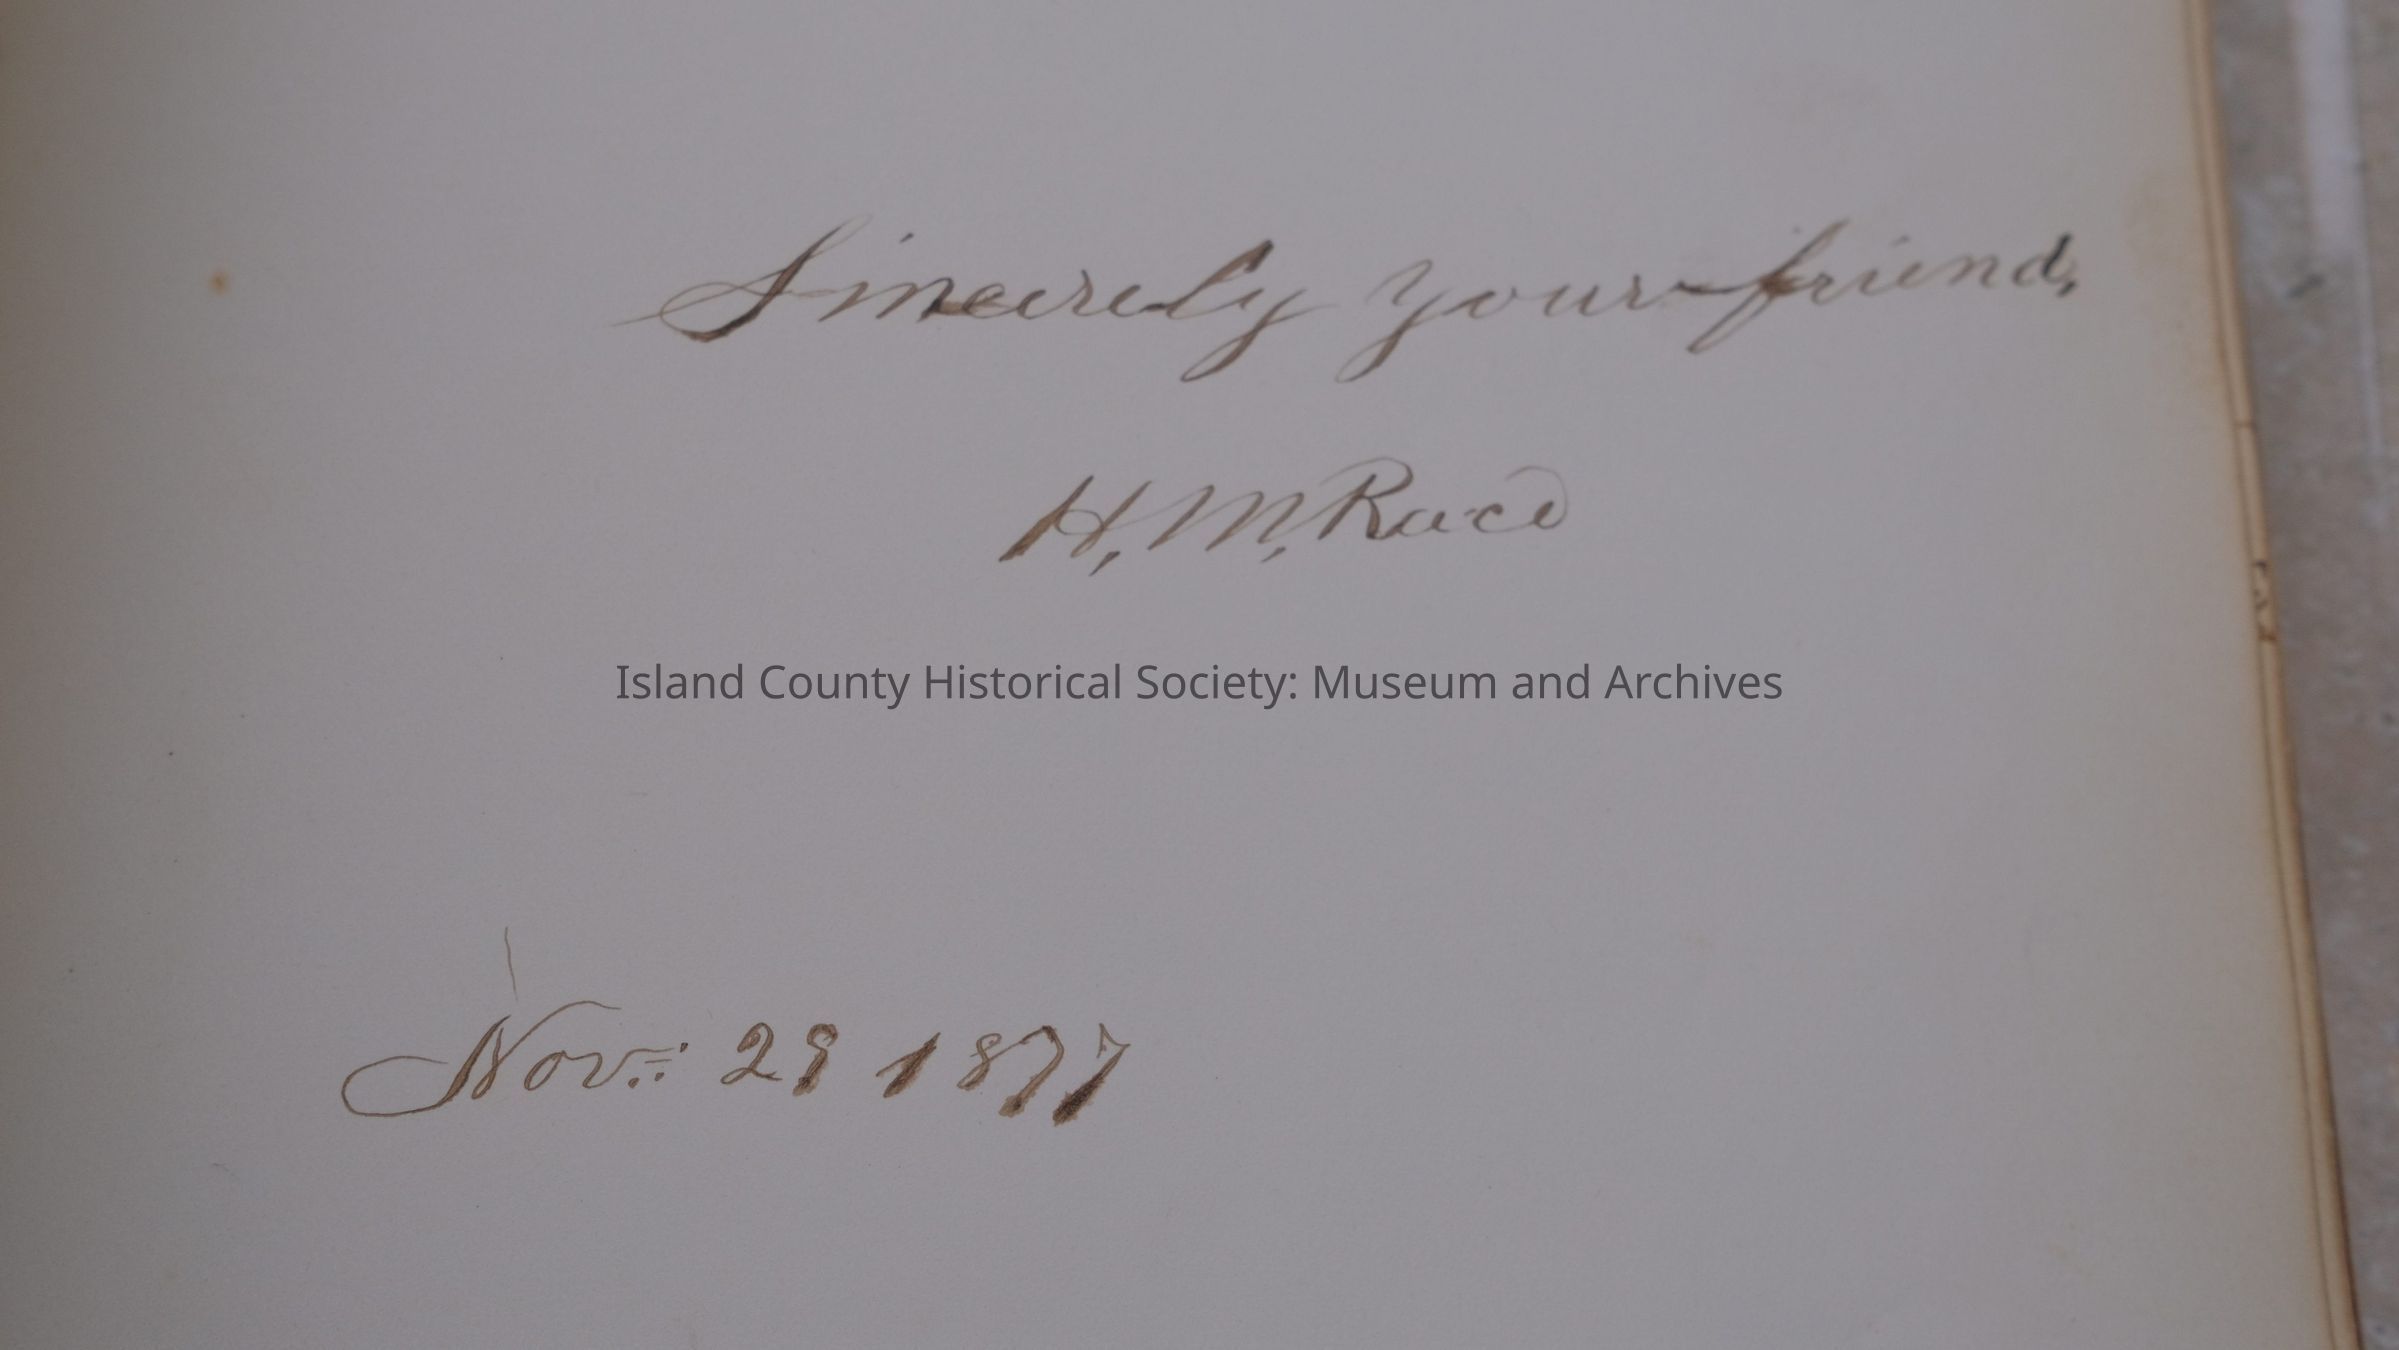 Sincerely your friend,
H, M, Race
Island County Historical Society: Museum and Archives
Nov.: 28 1877